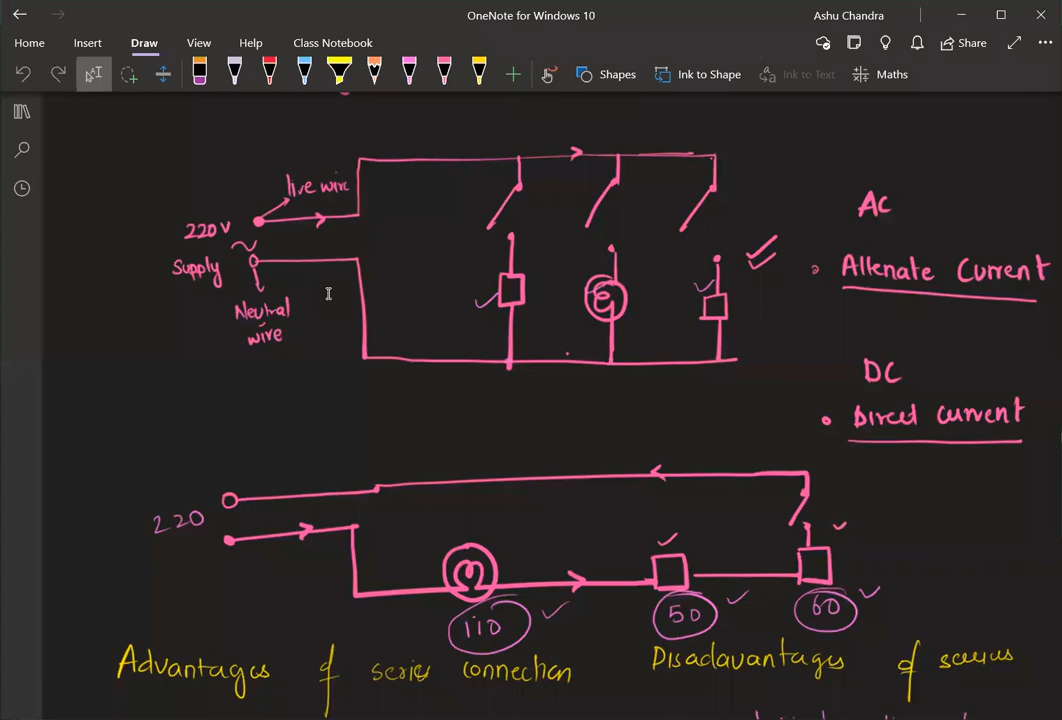 OneNote for Windows 10
Ashu Chandra
Home Insert Draw View Help Class Notebook
Share
Shapes Ink to Shape Ink to Text Maths
live wire
220V
Supply
Neutral
wire
AC
Alternate Current
DC
Direct current
220
110
50
60
Advantages of series connection
Disadavantages of series